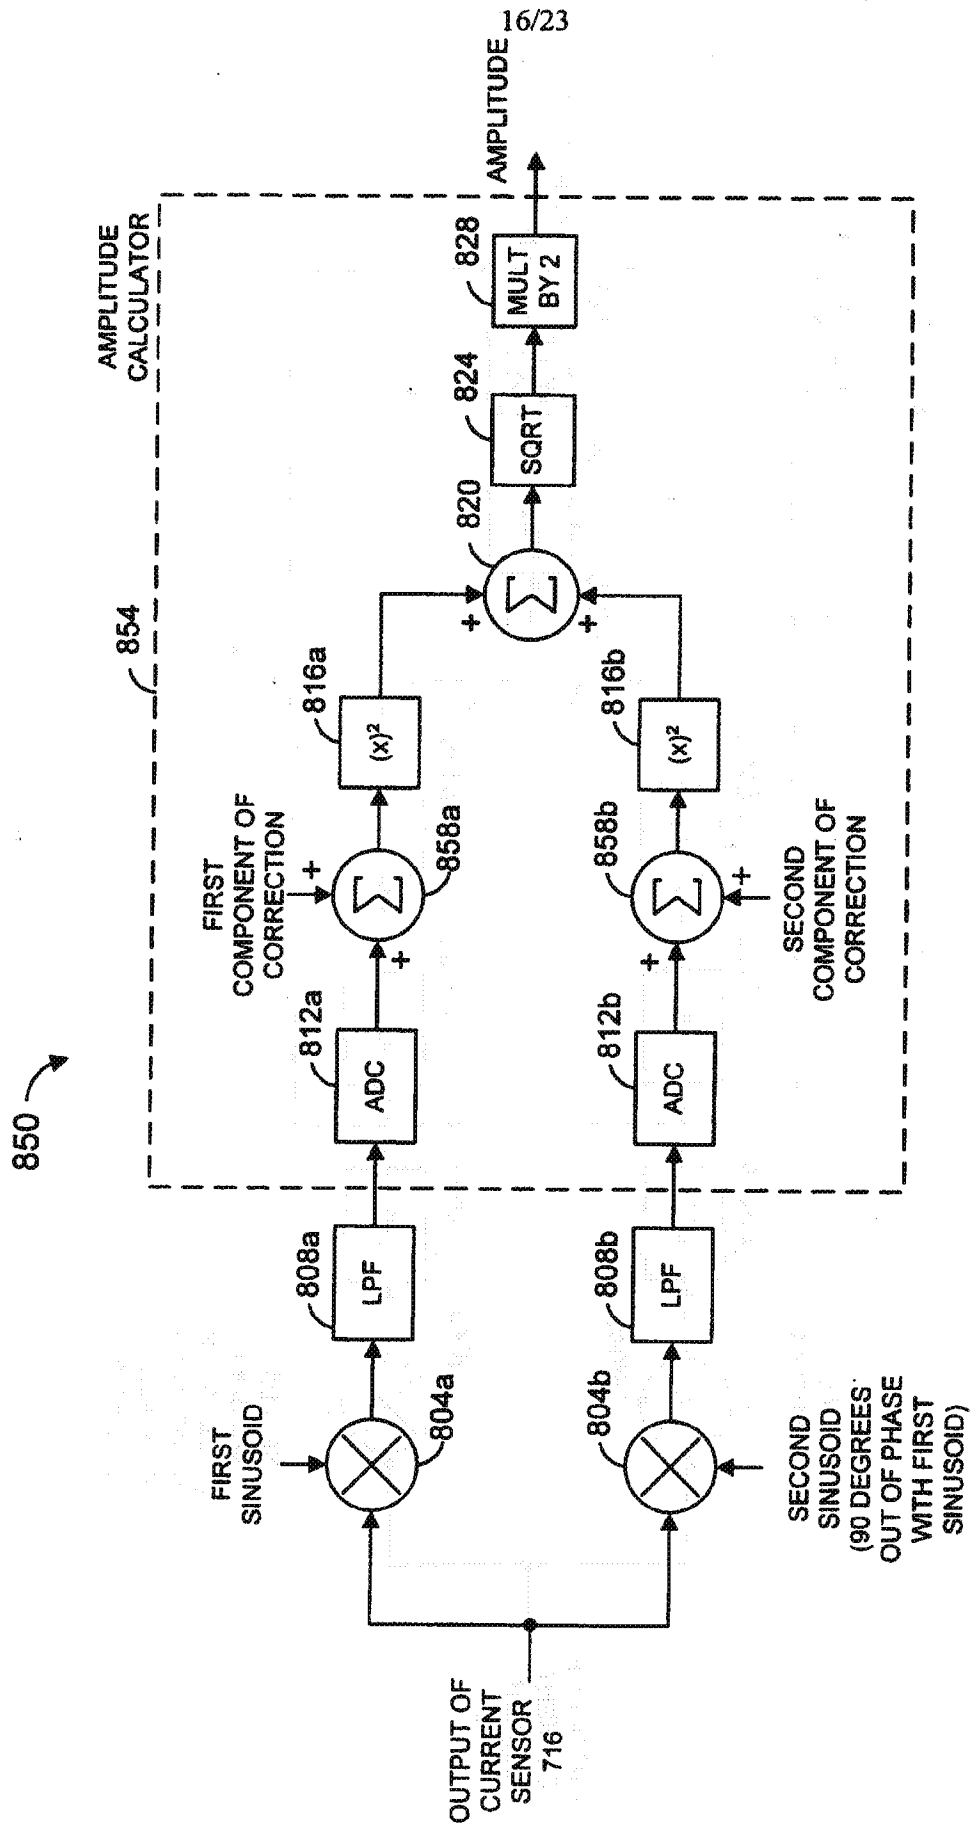 16/23
850
854
AMPLITUDE
CALCULATOR
OUTPUT OF
CURRENT
SENSOR
716
FIRST
SINUSOID
804a
808a
LPF
812a
ADC
FIRST
COMPONENT OF
CORRECTION
+
+
Σ
858a
816a
(x)²
+
820
Σ
+
824
SQRT
828
MULT
BY 2
AMPLITUDE
804b
SECOND
SINUSOID
(90 DEGREES
OUT OF PHASE
WITH FIRST
SINUSOID)
808b
LPF
812b
ADC
+
858b
Σ
+
SECOND
COMPONENT OF
CORRECTION
816b
(x)²